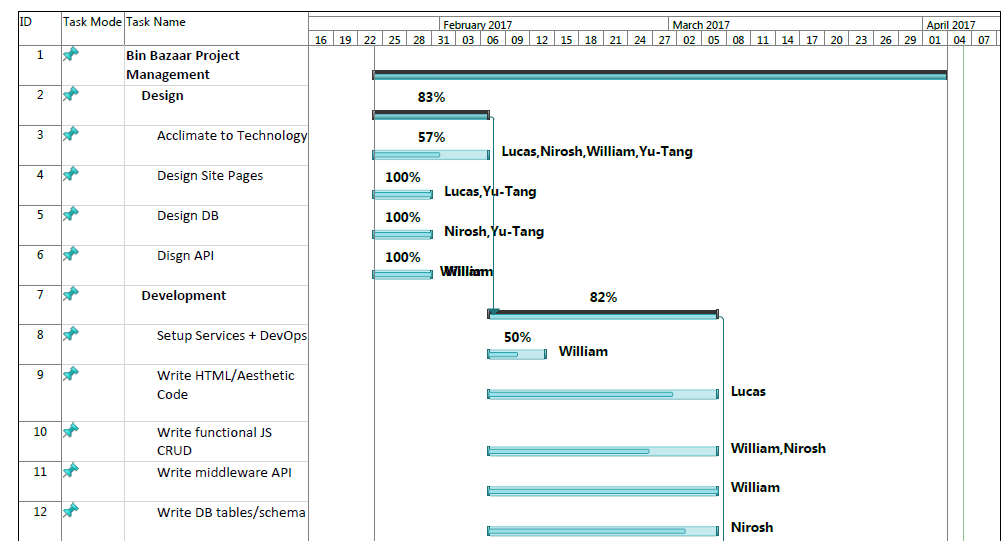 ID Task Mode Task Name
February 2017 March 2017 April 2017
16 19 22 25 28 31 03 06 09 12 15 18 21 24 27 02 05 08 11 14 17 20 23 26 29 01 04 07
1 Bin Bazaar Project
Management
2 Design 83%
3 Acclimate to Technology 57% Lucas,Nirosh,William,Yu-Tang
4 Design Site Pages 100% Lucas,Yu-Tang
5 Design DB 100% Nirosh,Yu-Tang
6 Disgn API 100% William
7 Development 82%
8 Setup Services + DevOps 50% William
9 Write HTML/Aesthetic
Code Lucas
10 Write functional JS
CRUD William,Nirosh
11 Write middleware API William
12 Write DB tables/schema Nirosh